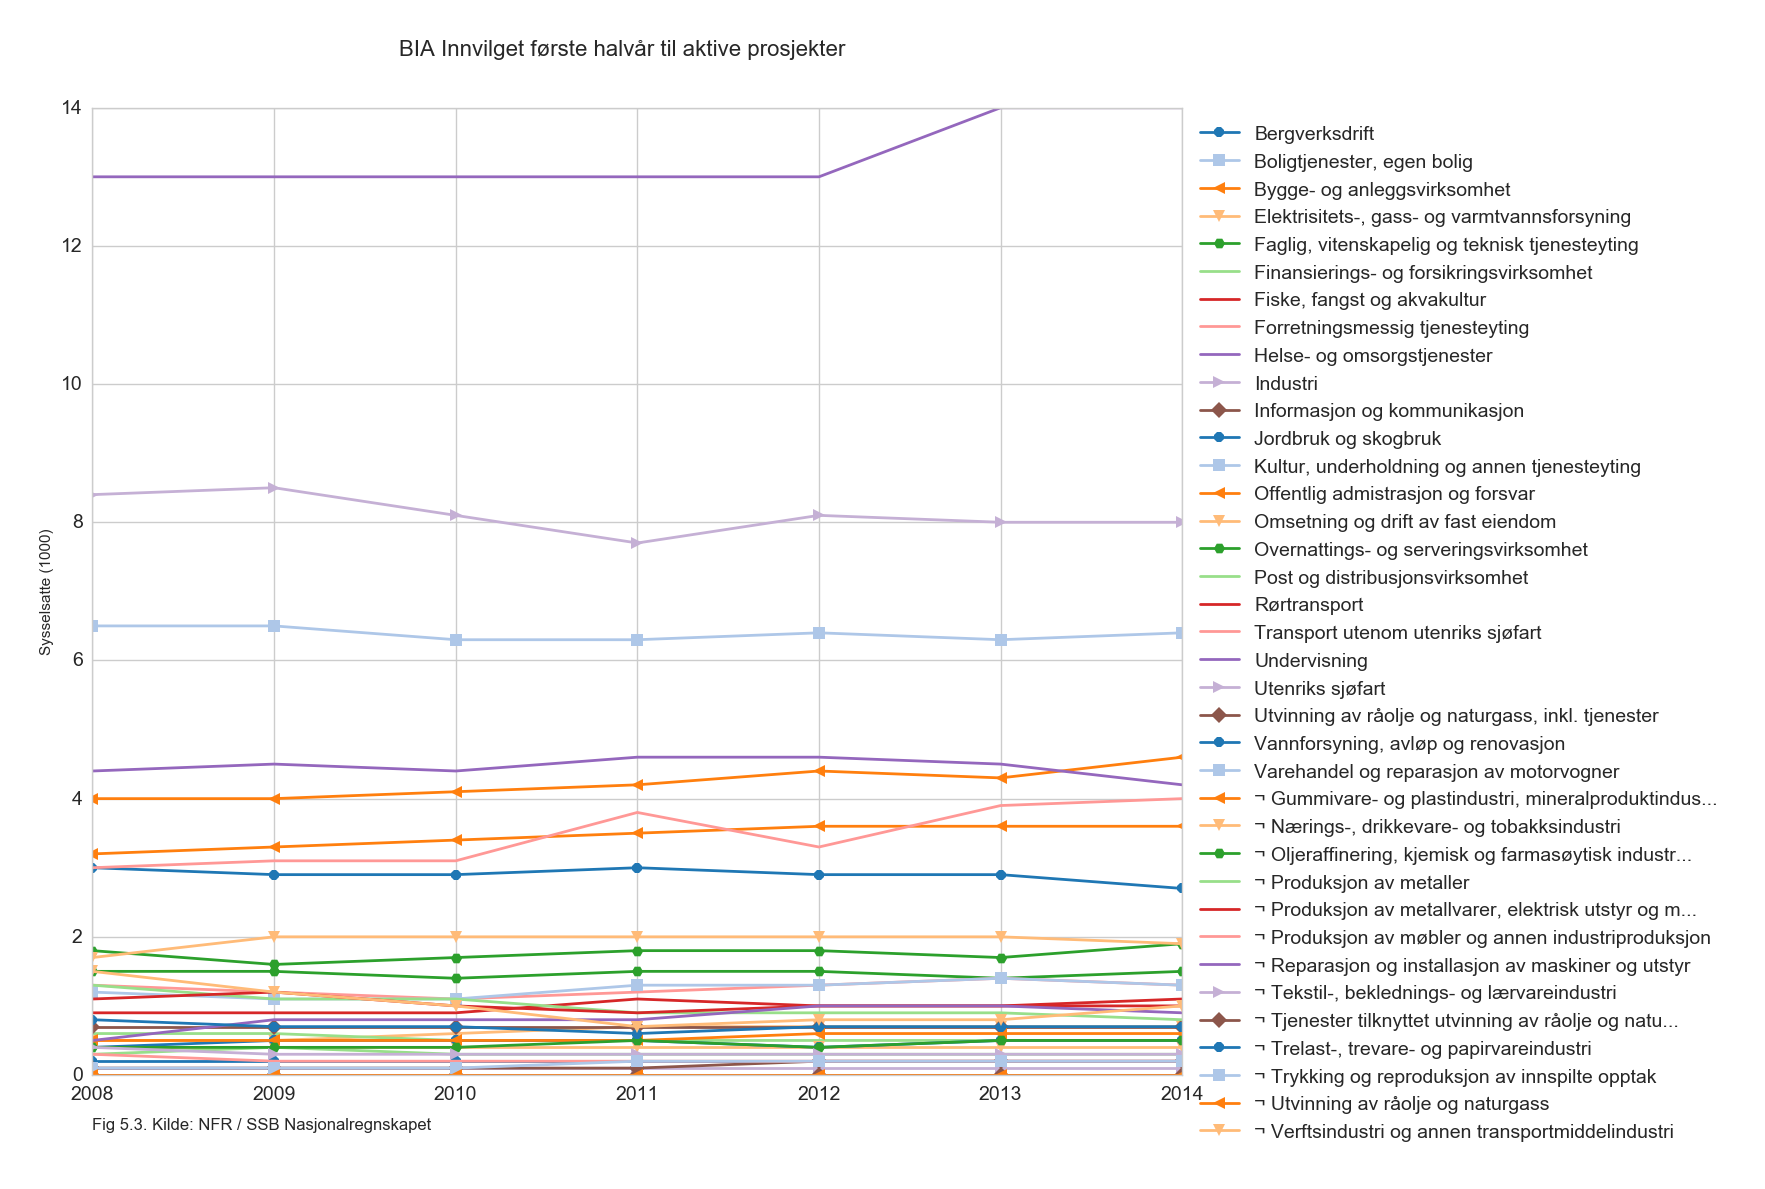 BIA Innvilget første halvår til aktive prosjekter
14
12
10
8
6
4
2
0
Sysselsatte (1000)
2008 2009 2010 2011 2012 2013 2014
Fig 5.3. Kilde: NFR / SSB Nasjonalregnskapet
Bergverksdrift
Boligtjenester, egen bolig
Bygge- og anleggsvirksomhet
Elektrisitets-, gass- og varmtvannsforsyning
Faglig, vitenskapelig og teknisk tjenesteyting
Finansierings- og forsikringsvirksomhet
Fiske, fangst og akvakultur
Forretningsmessig tjenesteyting
Helse- og omsorgstjenester
Industri
Informasjon og kommunikasjon
Jordbruk og skogbruk
Kultur, underholdning og annen tjenesteyting
Offentlig admistrasjon og forsvar
Omsetning og drift av fast eiendom
Overnattings- og serveringsvirksomhet
Post og distribusjonsvirksomhet
Rørtransport
Transport utenom utenriks sjøfart
Undervisning
Utenriks sjøfart
Utvinning av råolje og naturgass, inkl. tjenester
Vannforsyning, avløp og renovasjon
Varehandel og reparasjon av motorvogner
¬ Gummivare- og plastindustri, mineralproduktindus...
¬ Nærings-, drikkevare- og tobakksindustri
¬ Oljeraffinering, kjemisk og farmasøytisk industr...
¬ Produksjon av metaller
¬ Produksjon av metallvarer, elektrisk utstyr og m...
¬ Produksjon av møbler og annen industriproduksjon
¬ Reparasjon og installasjon av maskiner og utstyr
¬ Tekstil-, beklednings- og lærvareindustri
¬ Tjenester tilknyttet utvinning av råolje og natu...
¬ Trelast-, trevare- og papirvareindustri
¬ Trykking og reproduksjon av innspilte opptak
¬ Utvinning av råolje og naturgass
¬ Verftsindustri og annen transportmiddelindustri